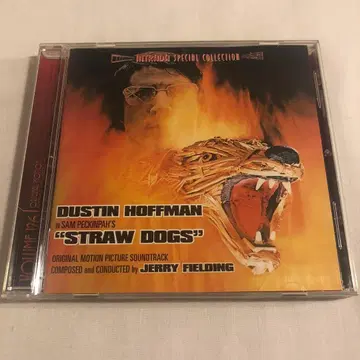 INTRADA SPECIAL COLLECTION
DUSTIN HOFFMAN
in SAM PECKINPAH'S
"STRAW DOGS"
ORIGINAL MOTION PICTURE SOUNDTRACK
COMPOSED and CONDUCTED by JERRY FIELDING